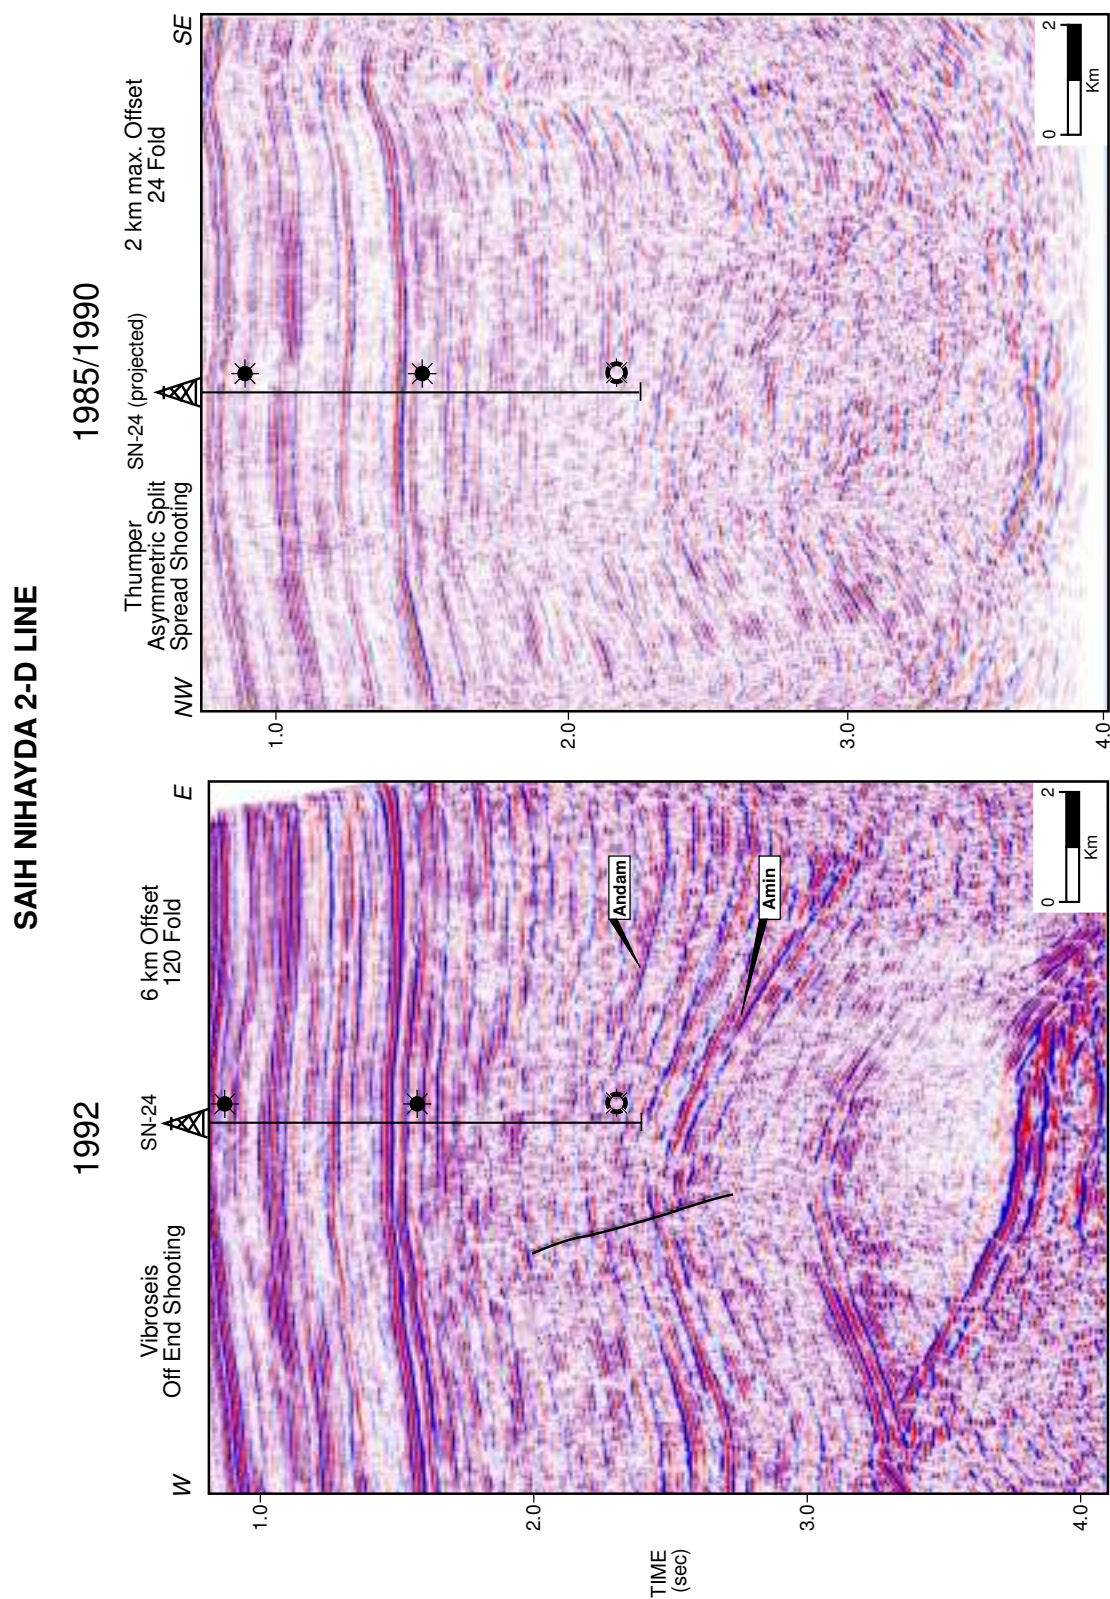 SAIH NIHAYDA 2-D LINE
1992
Vibroseis
Off End Shooting
SN-24
6 km Offset
120 Fold
W
E
1.0
2.0
3.0
4.0
TIME
(sec)
Andam
Amin
0
2
Km
1985/1990
Thumper
Asymmetric Split
Spread Shooting
SN-24 (projected)
2 km max. Offset
24 Fold
NW
SE
1.0
2.0
3.0
4.0
0
2
Km